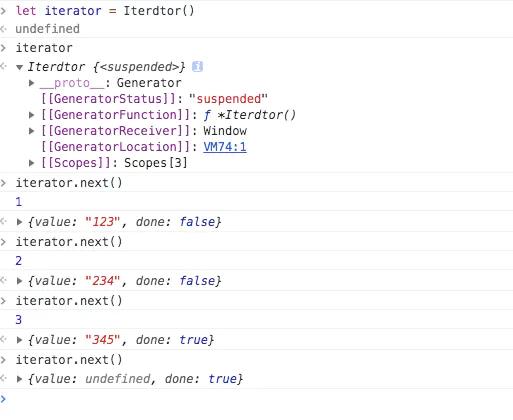 let iterator = Iterdtor()
undefined
iterator
Iterdtor {<suspended>} i
__proto__: Generator
[[GeneratorStatus]]: "suspended"
[[GeneratorFunction]]: ƒ *Iterdtor()
[[GeneratorReceiver]]: Window
[[GeneratorLocation]]: VM74:1
[[Scopes]]: Scopes[3]
iterator.next()
1
{value: "123", done: false}
iterator.next()
2
{value: "234", done: false}
iterator.next()
3
{value: "345", done: true}
iterator.next()
{value: undefined, done: true}